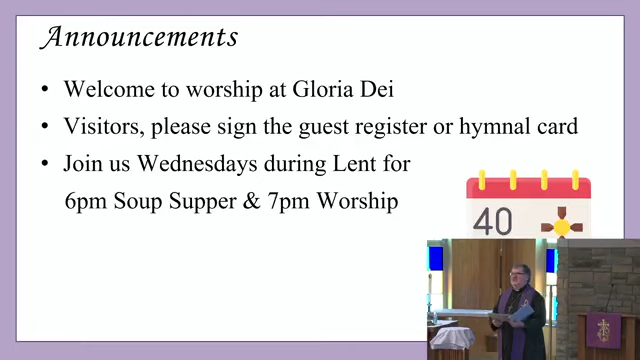 Announcements
• Welcome to worship at Gloria Dei
• Visitors, please sign the guest register or hymnal card
• Join us Wednesdays during Lent for
6pm Soup Supper & 7pm Worship
40